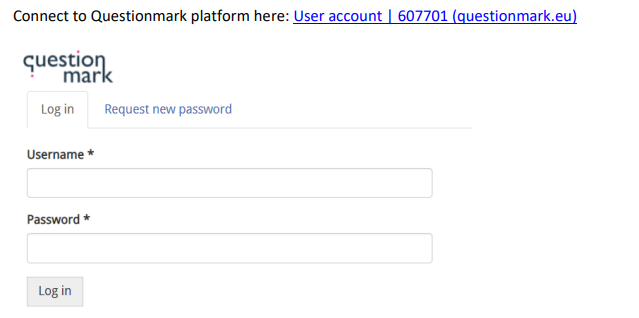 Connect to Questionmark platform here: User account | 607701 (questionmark.eu)
question
mark
Log in
Request new password
Username *
Password *
Log in